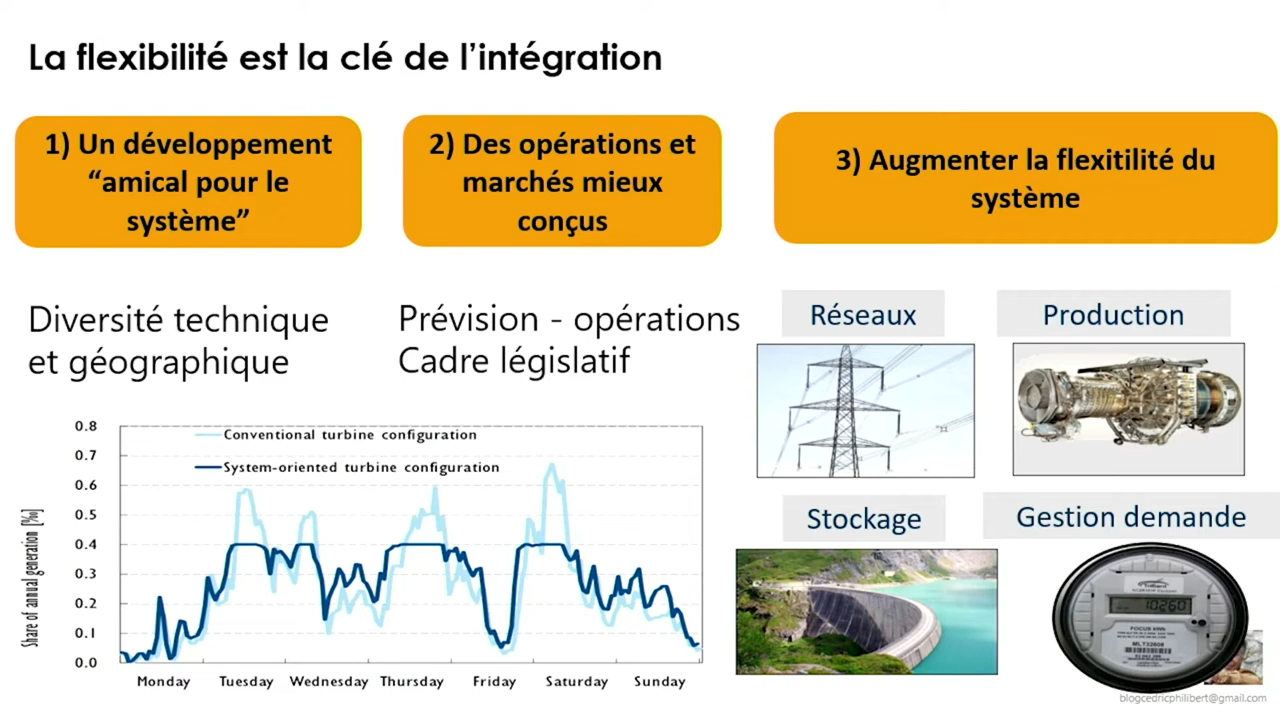 La flexibilité est la clé de l’intégration
1) Un développement
“amical pour le
système”
2) Des opérations et
marchés mieux
conçus
3) Augmenter la flexitilité du
système
Diversité technique
et géographique
Prévision - opérations
Cadre législatif
Réseaux
Production
Stockage
Gestion demande
Share of annual generation [‰]
0.8
0.7
0.6
0.5
0.4
0.3
0.2
0.1
0.0
Conventional turbine configuration
System-oriented turbine configuration
Monday Tuesday Wednesday Thursday Friday Saturday Sunday
10260
FOCUS
blogcedricphilibert@gmail.com